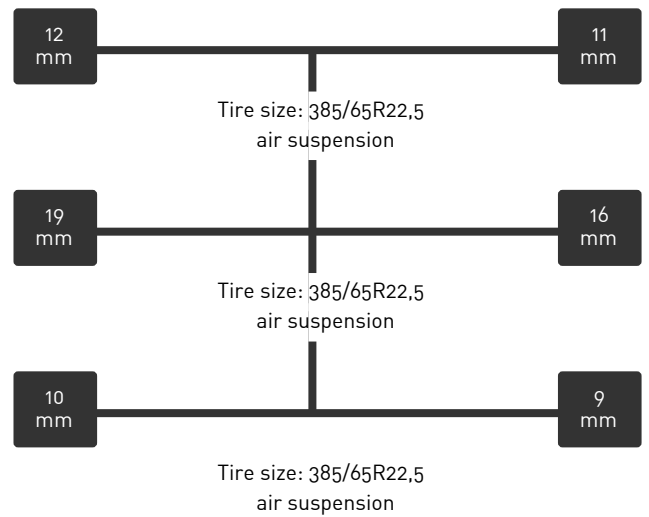 12
mm
11
mm
Tire size: 385/65R22,5
air suspension
19
mm
16
mm
Tire size: 385/65R22,5
air suspension
10
mm
9
mm
Tire size: 385/65R22,5
air suspension